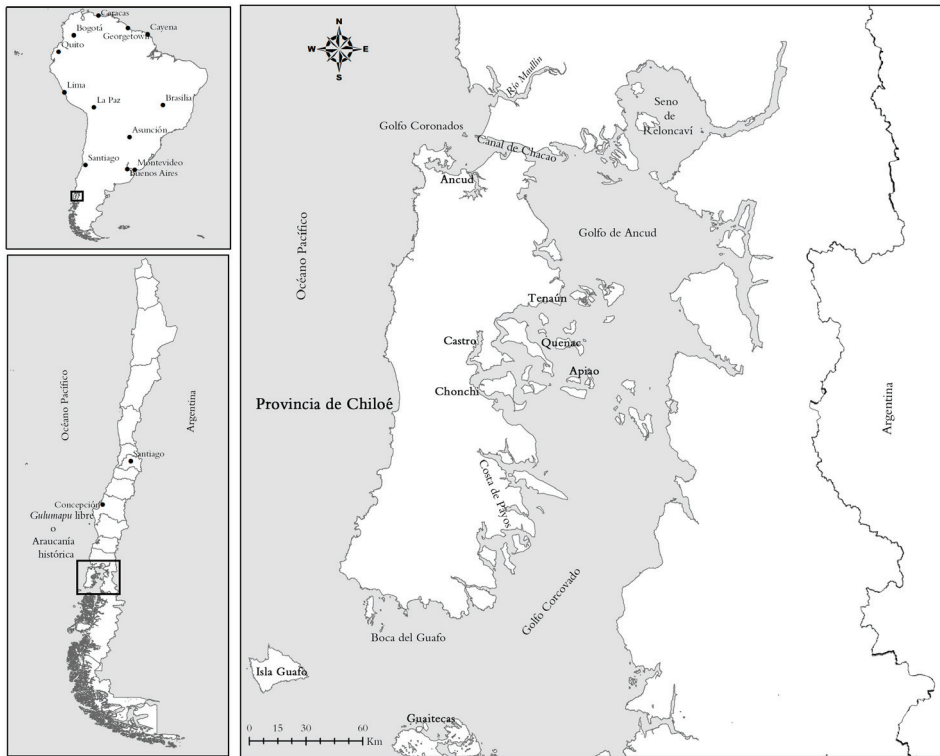 Caracas
Bogotá
Georgetown
Cayena
Quito
Lima
La Paz
Brasilia
Asunción
Santiago
Montevideo
Buenos Aires
Océano Pacífico
Argentina
Santiago
Concepción
Gulumapu libre
o
Araucanía
histórica
N
W
E
S
Río Maullín
Seno
de
Reloncaví
Golfo Coronados
Canal de Chacao
Ancud
Océano Pacífico
Golfo de Ancud
Tenaún
Castro
Quenac
Apiao
Chonchi
Provincia de Chiloé
Argentina
Costa de Payos
Golfo Corcovado
Boca del Guafo
Isla Guafo
Guaitecas
0 15 30 60
Km